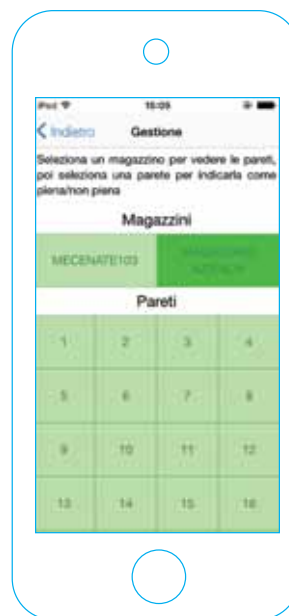 iPod 15:05
Indietro Gestione
Seleziona un magazzino per vedere le pareti,
poi seleziona una parete per indicarla come
piena/non piena
Magazzini
MECENATE103
Pareti
1 2 3 4
5 6 7 8
9 10 11 12
13 14 15 16